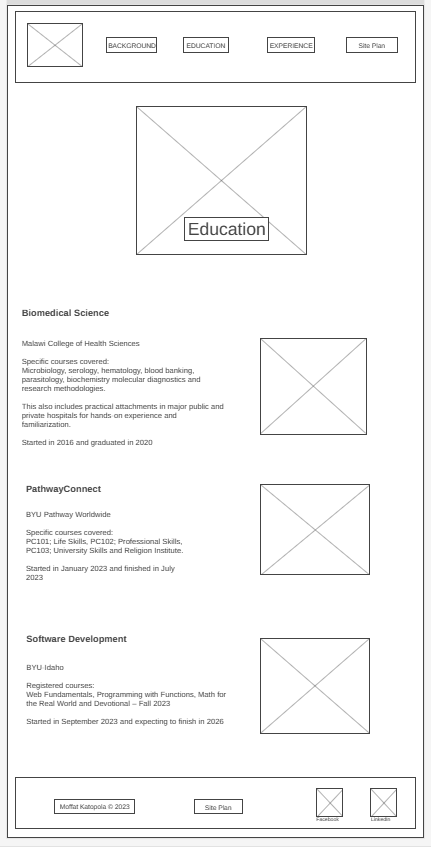 BACKGROUND
EDUCATION
EXPERIENCE
Site Plan
Education
Biomedical Science
Malawi College of Health Sciences
Specific courses covered:
Microbiology, serology, hematology, blood banking,
parasitology, biochemistry molecular diagnostics and
research methodologies.
This also includes practical attachments in major public and
private hospitals for hands on experience and
familiarization.
Started in 2016 and graduated in 2020
PathwayConnect
BYU Pathway Worldwide
Specific courses covered:
PC101; Life Skills, PC102; Professional Skills,
PC103; University Skills and Religion Institute.
Started in January 2023 and finished in July
2023
Software Development
BYU Idaho
Registered courses:
Web Fundamentals, Programming with Functions, Math for
the Real World and Devotional – Fall 2023
Started in September 2023 and expecting to finish in 2026
Moffat Katopola © 2023
Site Plan
Facebook
LinkedIn